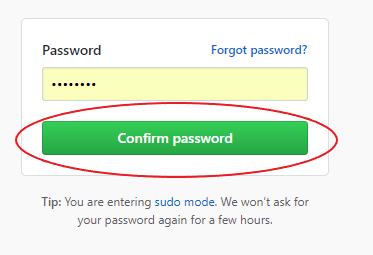 Password Forgot password?
••••••••
Confirm password
Tip: You are entering sudo mode. We won't ask for
your password again for a few hours.